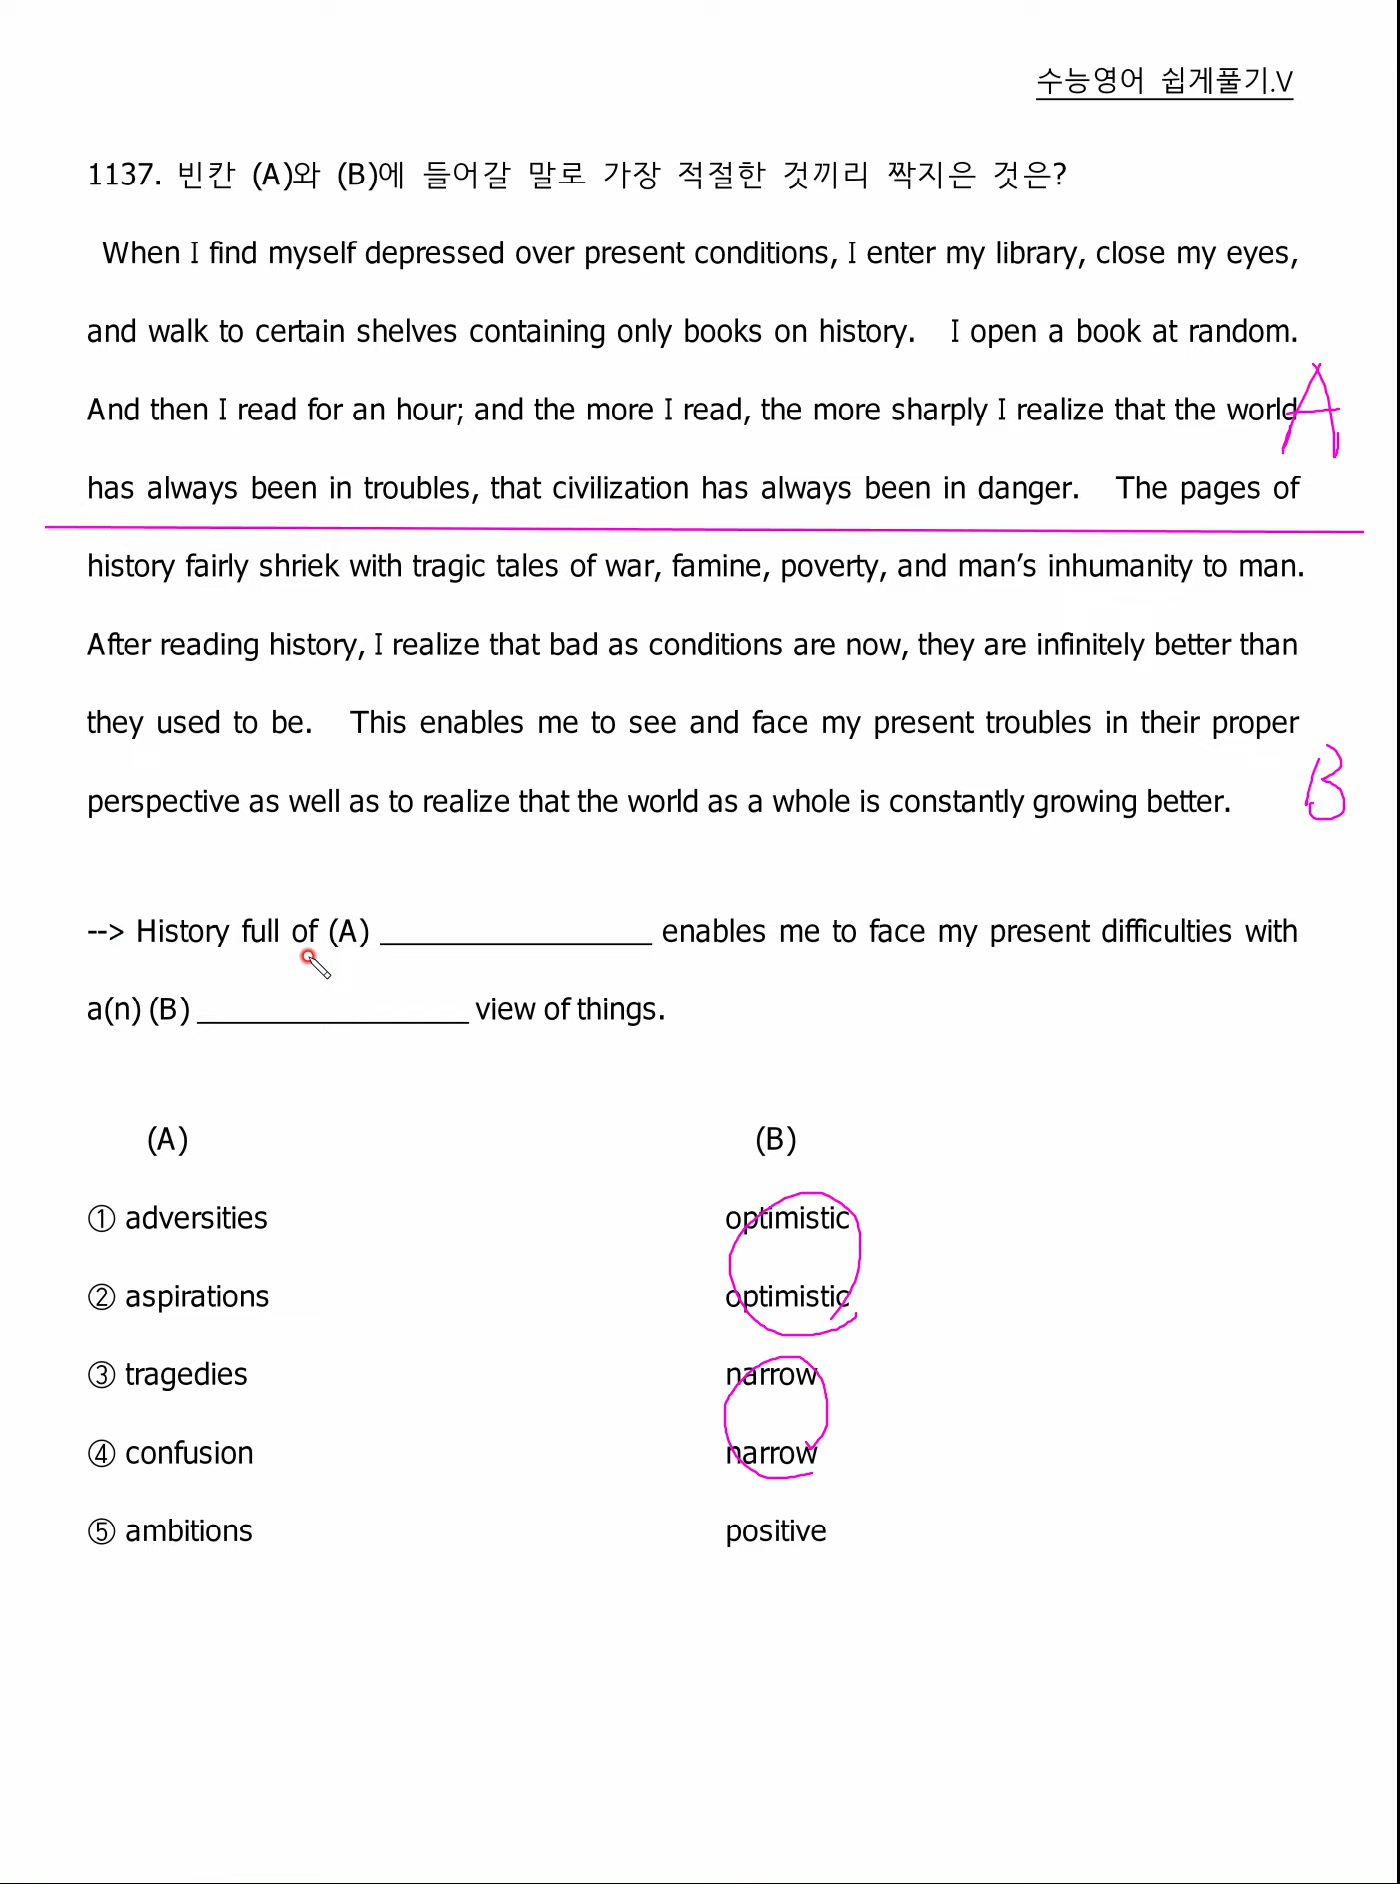 수능영어 쉽게풀기.V
1137. 빈칸 (A)와 (B)에 들어갈 말로 가장 적절한 것끼리 짝지은 것은?
When I find myself depressed over present conditions, I enter my library, close my eyes,
and walk to certain shelves containing only books on history. I open a book at random.
And then I read for an hour; and the more I read, the more sharply I realize that the world
A
has always been in troubles, that civilization has always been in danger. The pages of
history fairly shriek with tragic tales of war, famine, poverty, and man’s inhumanity to man.
After reading history, I realize that bad as conditions are now, they are infinitely better than
they used to be. This enables me to see and face my present troubles in their proper
perspective as well as to realize that the world as a whole is constantly growing better.
B
--> History full of (A) ________________ enables me to face my present difficulties with
a(n) (B) ________________ view of things.
(A) (B)
① adversities optimistic
② aspirations optimistic
③ tragedies narrow
④ confusion narrow
⑤ ambitions positive